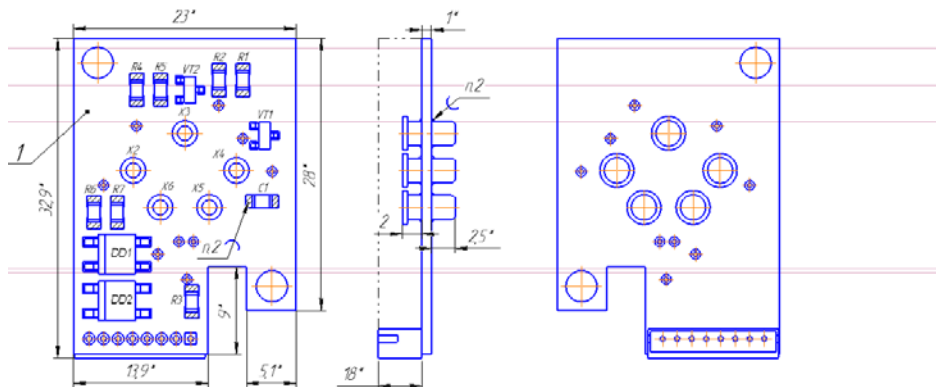 23*
1*
R4 R5 VT2 R2 R1
п.2
X3
VT1
1
X2 X4
32,9*
28*
R6 R7 X6 X5 C1
2
2,5*
п.2
DD1
DD2
R3
9*
13,9*
5,1*
18*